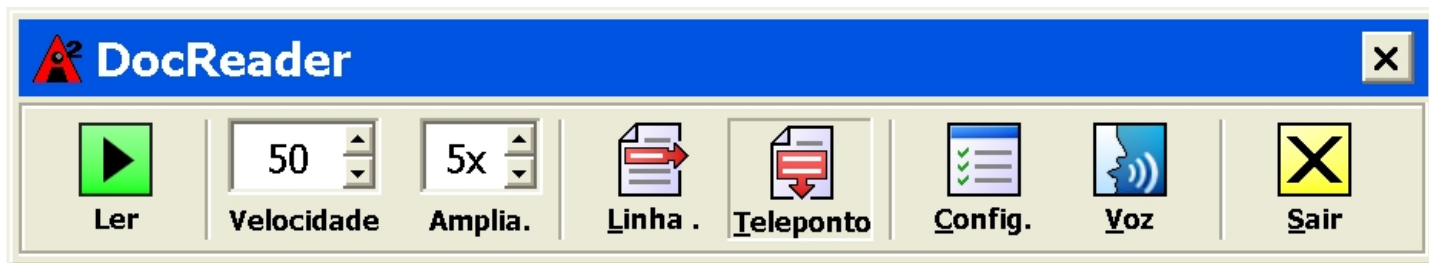 DocReader
50 5x
Ler Velocidade Amplia. Linha . Teleponto Config. Voz Sair